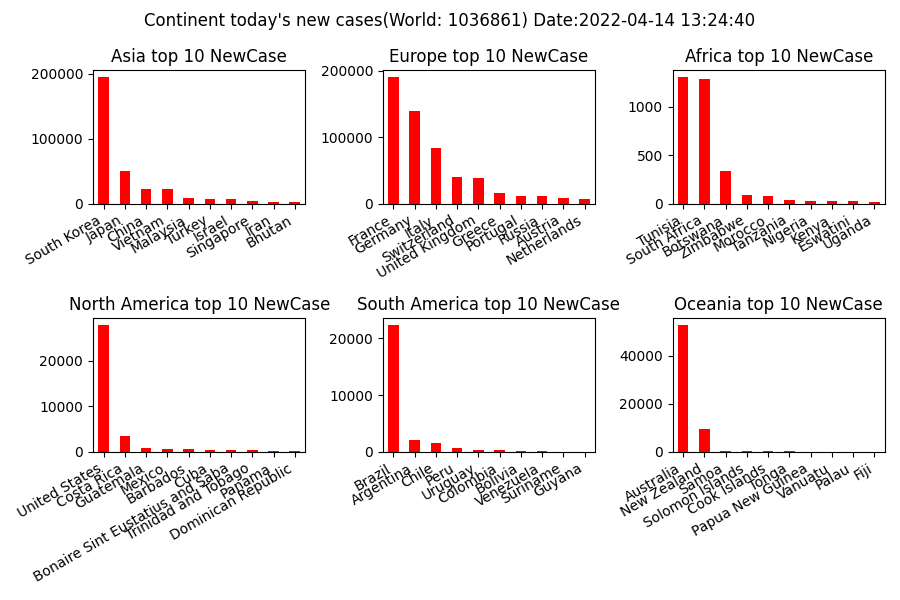 Continent today's new cases(World: 1036861) Date:2022-04-14 13:24:40
Asia top 10 NewCase
200000
100000
0
South Korea
Japan
China
Vietnam
Malaysia
Turkey
Israel
Singapore
Iran
Bhutan
Europe top 10 NewCase
200000
100000
0
France
Germany
Italy
Switzerland
United Kingdom
Greece
Portugal
Russia
Austria
Netherlands
Africa top 10 NewCase
1000
500
0
Tunisia
South Africa
Botswana
Zimbabwe
Morocco
Tanzania
Nigeria
Kenya
Eswatini
Uganda
North America top 10 NewCase
20000
10000
0
United States
Costa Rica
Guatemala
Mexico
Barbados
Cuba
Bonaire Sint Eustatius and Saba
Trinidad and Tobago
Panama
Dominican Republic
South America top 10 NewCase
20000
10000
0
Brazil
Argentina
Chile
Peru
Uruguay
Colombia
Bolivia
Venezuela
Suriname
Guyana
Oceania top 10 NewCase
40000
20000
0
Australia
New Zealand
Samoa
Solomon Islands
Cook Islands
Tonga
Papua New Guinea
Vanuatu
Palau
Fiji